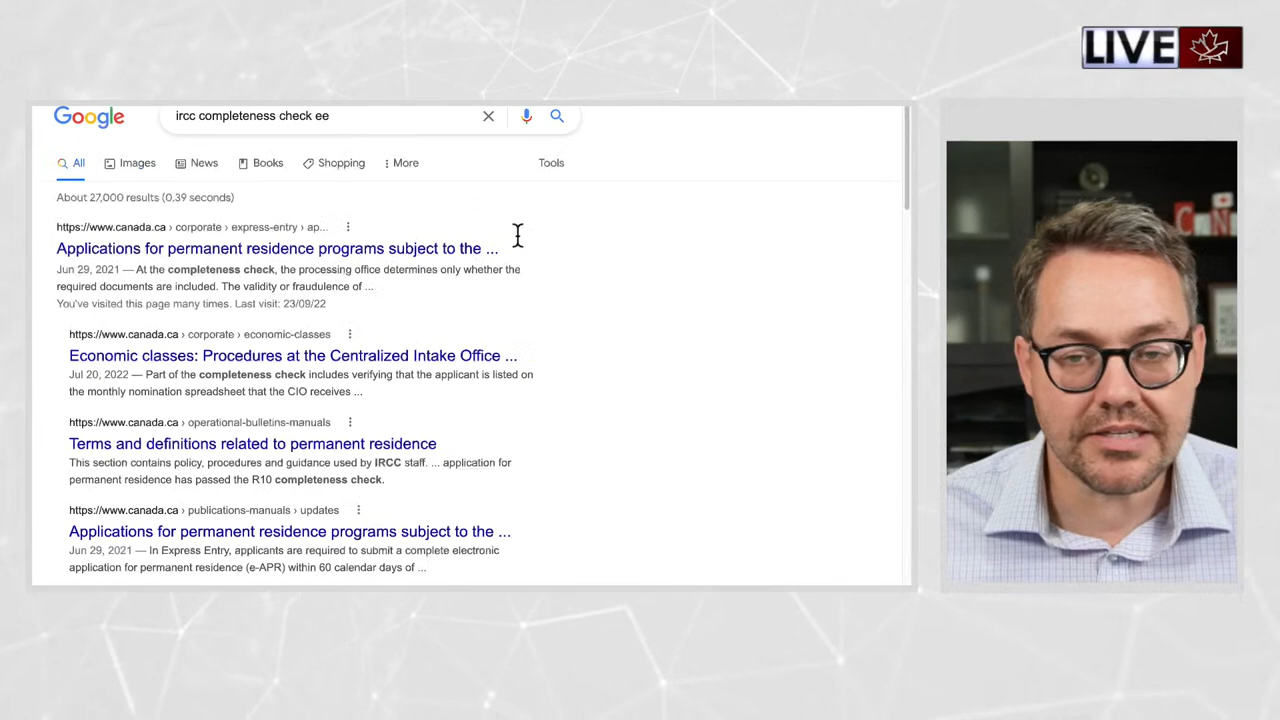 LIVE
Google
ircc completeness check ee
All
Images
News
Books
Shopping
More
Tools
About 27,000 results (0.39 seconds)
https://www.canada.ca › corporate › express-entry › ap...
Applications for permanent residence programs subject to the ...
Jun 29, 2021 — At the completeness check, the processing office determines only whether the
required documents are included. The validity or fraudulence of ...
You've visited this page many times. Last visit: 23/09/22
https://www.canada.ca › corporate › economic-classes
Economic classes: Procedures at the Centralized Intake Office ...
Jul 20, 2022 — Part of the completeness check includes verifying that the applicant is listed on
the monthly nomination spreadsheet that the CIO receives ...
https://www.canada.ca › operational-bulletins-manuals
Terms and definitions related to permanent residence
This section contains policy, procedures and guidance used by IRCC staff. ... application for
permanent residence has passed the R10 completeness check.
https://www.canada.ca › publications-manuals › updates
Applications for permanent residence programs subject to the ...
Jun 29, 2021 — In Express Entry, applicants are required to submit a complete electronic
application for permanent residence (e-APR) within 60 calendar days of ...